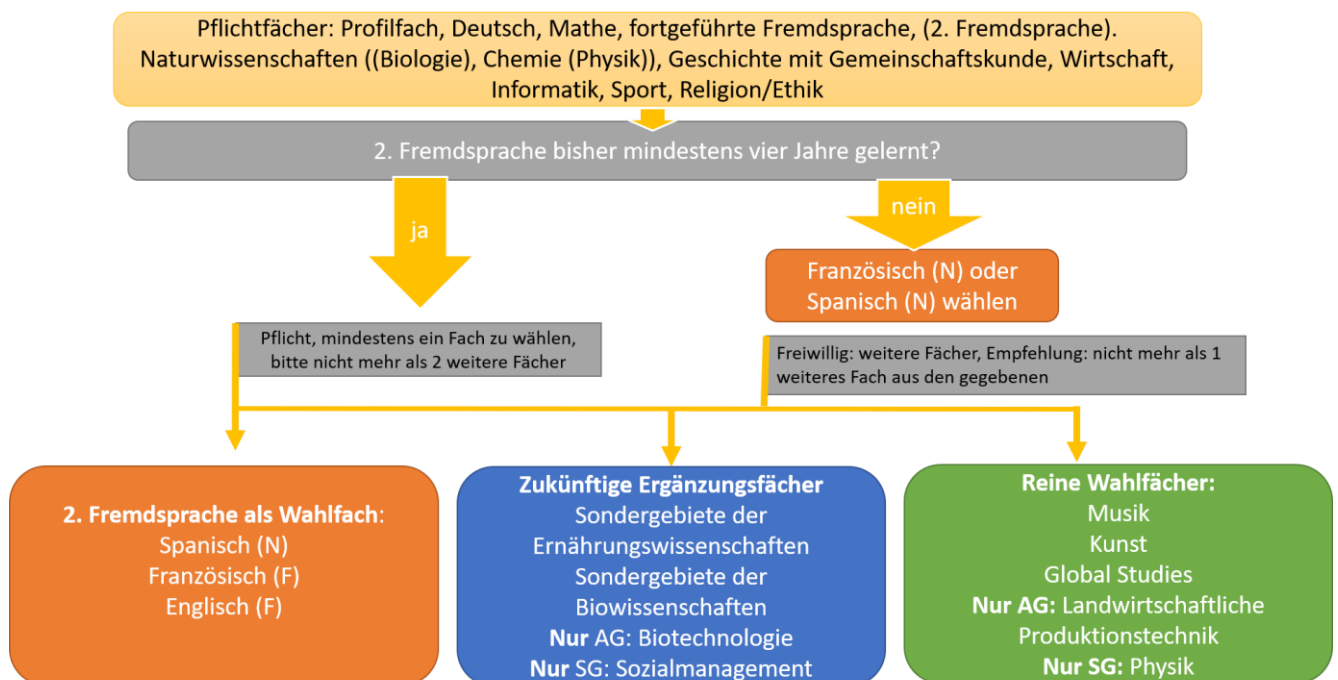 Pflichtfächer: Profilfach, Deutsch, Mathe, fortgeführte Fremdsprache, (2. Fremdsprache).
Naturwissenschaften ((Biologie), Chemie (Physik)), Geschichte mit Gemeinschaftskunde, Wirtschaft,
Informatik, Sport, Religion/Ethik
2. Fremdsprache bisher mindestens vier Jahre gelernt?
ja
nein
Französisch (N) oder
Spanisch (N) wählen
Pflicht, mindestens ein Fach zu wählen,
bitte nicht mehr als 2 weitere Fächer
Freiwillig: weitere Fächer, Empfehlung: nicht mehr als 1
weiteres Fach aus den gegebenen
2. Fremdsprache als Wahlfach:
Spanisch (N)
Französisch (F)
Englisch (F)
Zukünftige Ergänzungsfächer
Sondergebiete der
Ernährungswissenschaften
Sondergebiete der
Biowissenschaften
Nur AG: Biotechnologie
Nur SG: Sozialmanagement
Reine Wahlfächer:
Musik
Kunst
Global Studies
Nur AG: Landwirtschaftliche
Produktionstechnik
Nur SG: Physik